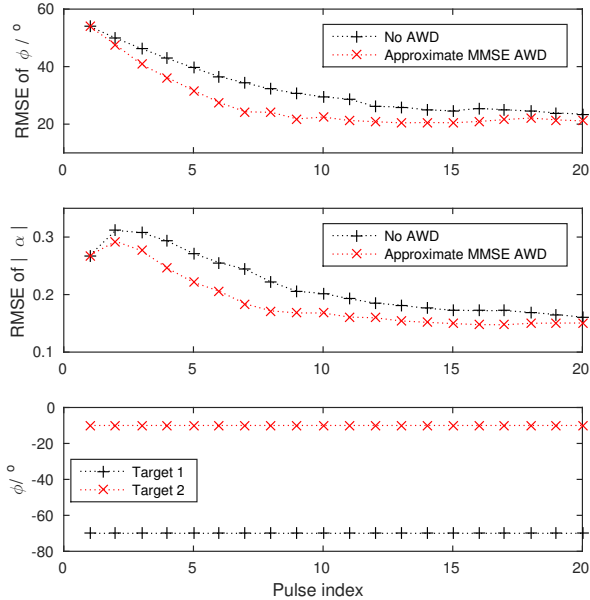 60
40
20
RMSE of ϕ / °
No AWD
Approximate MMSE AWD
0 5 10 15 20
0.3
0.2
0.1
RMSE of | α |
No AWD
Approximate MMSE AWD
0 5 10 15 20
0
-20
-40
-60
-80
ϕ/ °
Target 1
Target 2
0 5 10 15 20
Pulse index